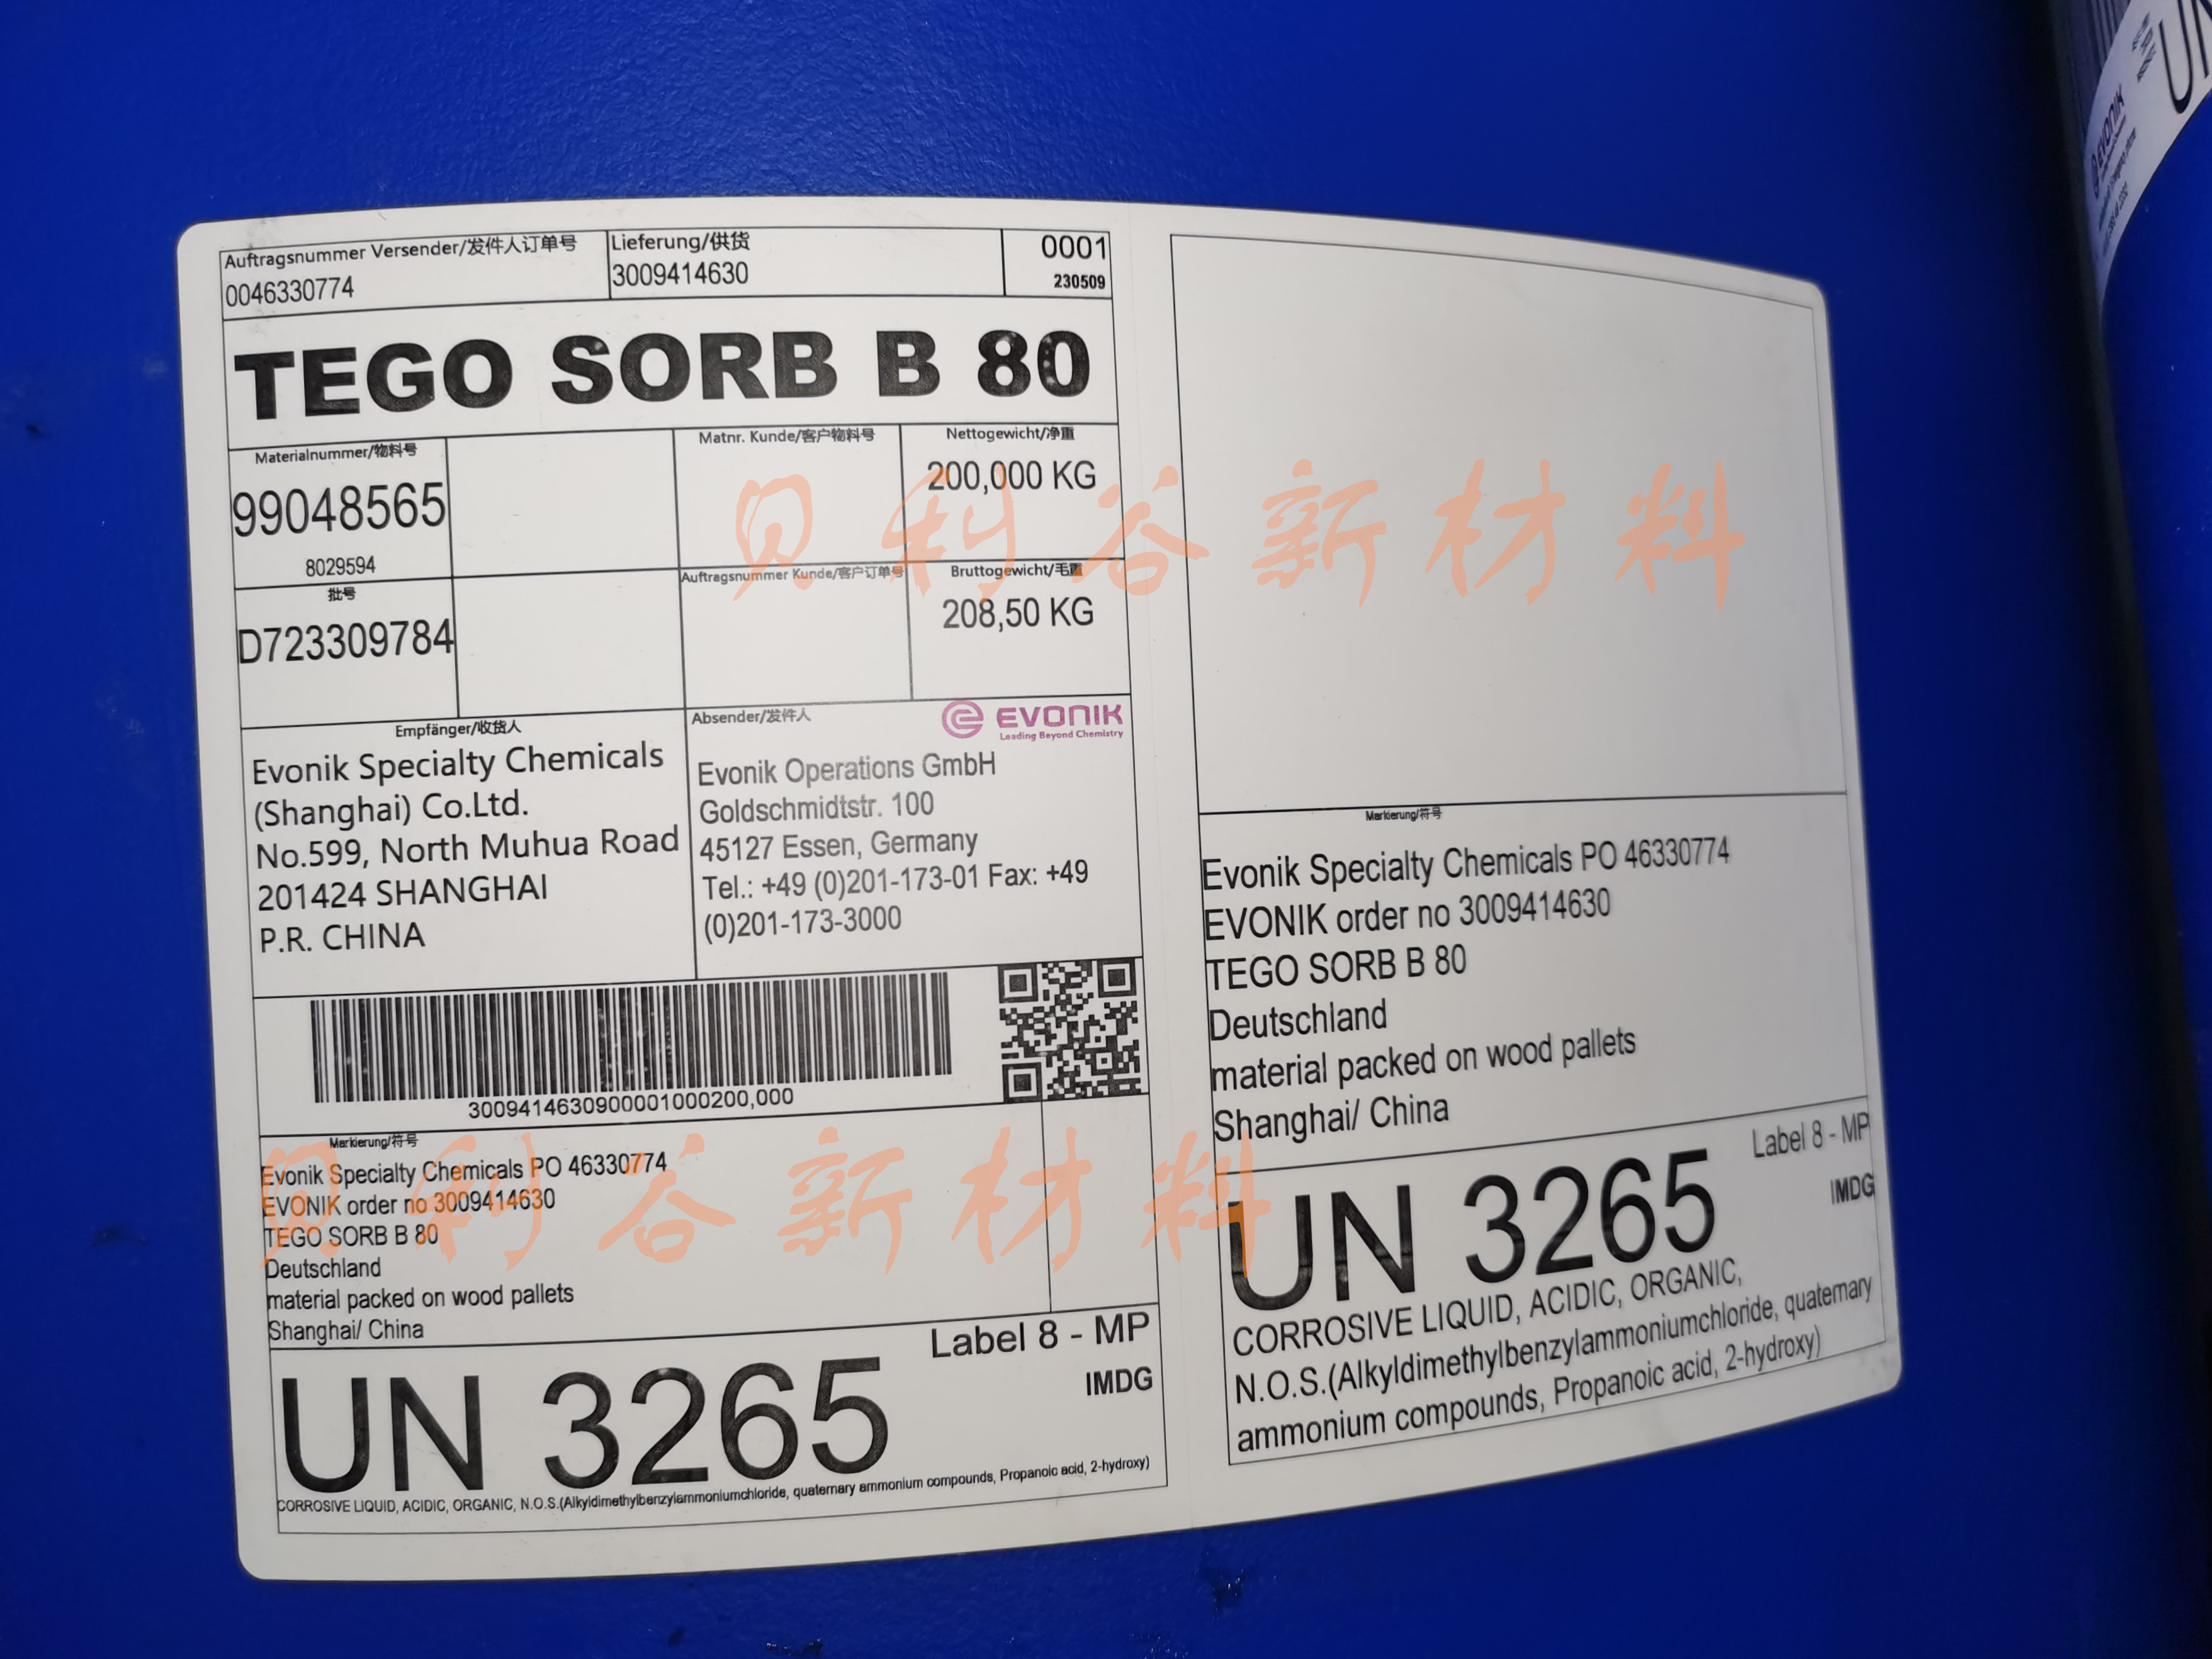 Auftragsnummer Versender/发件人订单号
0046330774
Lieferung/供货
3009414630
0001
230509
TEGO SORB B 80
Materialnummer/物料号
99048565
8029594
Matnr. Kunde/客户物料号
Nettogewicht/净重
200,000 KG
批号
D723309784
Auftragsnummer Kunde/客户订单号
Bruttogewicht/毛重
208,50 KG
贝利谷新材料
Empfänger/收货人
Evonik Specialty Chemicals
(Shanghai) Co.Ltd.
No.599, North Muhua Road
201424 SHANGHAI
P.R. CHINA
Absender/发件人
EVONIK
Leading Beyond Chemistry
Evonik Operations GmbH
Goldschmidtstr. 100
45127 Essen, Germany
Tel.: +49 (0)201-173-01 Fax: +49
(0)201-173-3000
3009414630900001000200,000
Markierung/符号
Evonik Specialty Chemicals PO 46330774
EVONIK order no 3009414630
TEGO SORB B 80
Deutschland
material packed on wood pallets
Shanghai/ China
贝利谷新材料
Label 8 - MP
IMDG
UN 3265
CORROSIVE LIQUID, ACIDIC, ORGANIC, N.O.S.(Alkyldimethylbenzylammoniumchloride, quaternary ammonium compounds, Propanoic acid, 2-hydroxy)
Markierung/符号
Evonik Specialty Chemicals PO 46330774
EVONIK order no 3009414630
TEGO SORB B 80
Deutschland
material packed on wood pallets
Shanghai/ China
Label 8 - MP
IMDG
UN 3265
CORROSIVE LIQUID, ACIDIC, ORGANIC,
N.O.S.(Alkyldimethylbenzylammoniumchloride, quaternary
ammonium compounds, Propanoic acid, 2-hydroxy)
EVONIK
UN